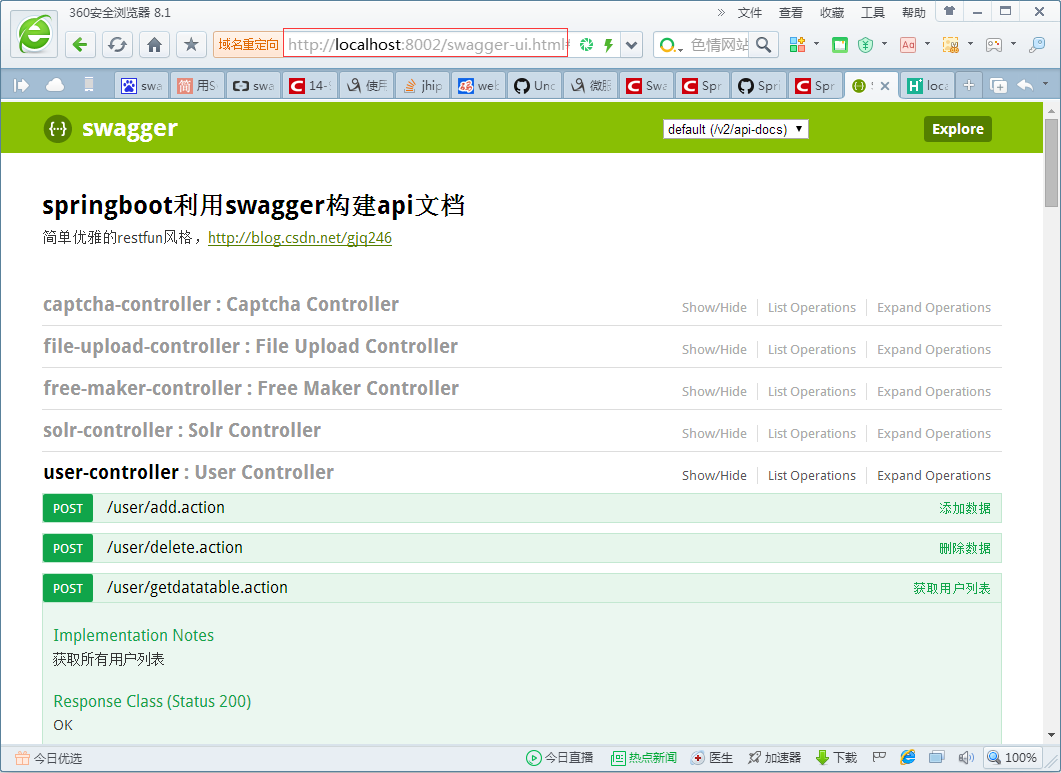 360安全浏览器 8.1
» 文件 查看 收藏 工具 帮助
域名重定向 http://localhost:8002/swagger-ui.html# 色情网站
swa 用S swa 14- 使用 jhip web Unc 微服 Swa Spr Spri Spr loca
swagger default (/v2/api-docs) Explore
springboot利用swagger构建api文档
简单优雅的restfun风格，http://blog.csdn.net/gjq246
captcha-controller : Captcha Controller Show/Hide List Operations Expand Operations
file-upload-controller : File Upload Controller Show/Hide List Operations Expand Operations
free-maker-controller : Free Maker Controller Show/Hide List Operations Expand Operations
solr-controller : Solr Controller Show/Hide List Operations Expand Operations
user-controller : User Controller Show/Hide List Operations Expand Operations
POST /user/add.action 添加数据
POST /user/delete.action 删除数据
POST /user/getdatatable.action 获取用户列表
Implementation Notes
获取所有用户列表
Response Class (Status 200)
OK
今日优选 今日直播 热点新闻 医生 加速器 下载 100%